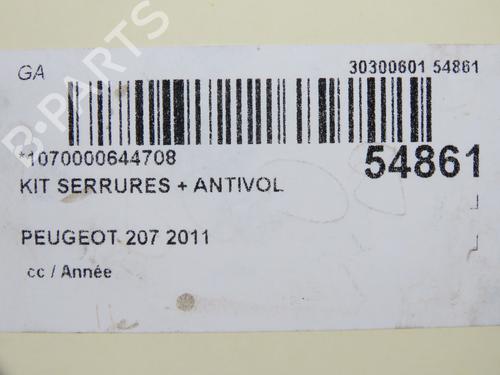 GA
30300601 54861
*1070000644708
54861
KIT SERRURES + ANTIVOL
PEUGEOT 207 2011
cc / Année
B-PARTS